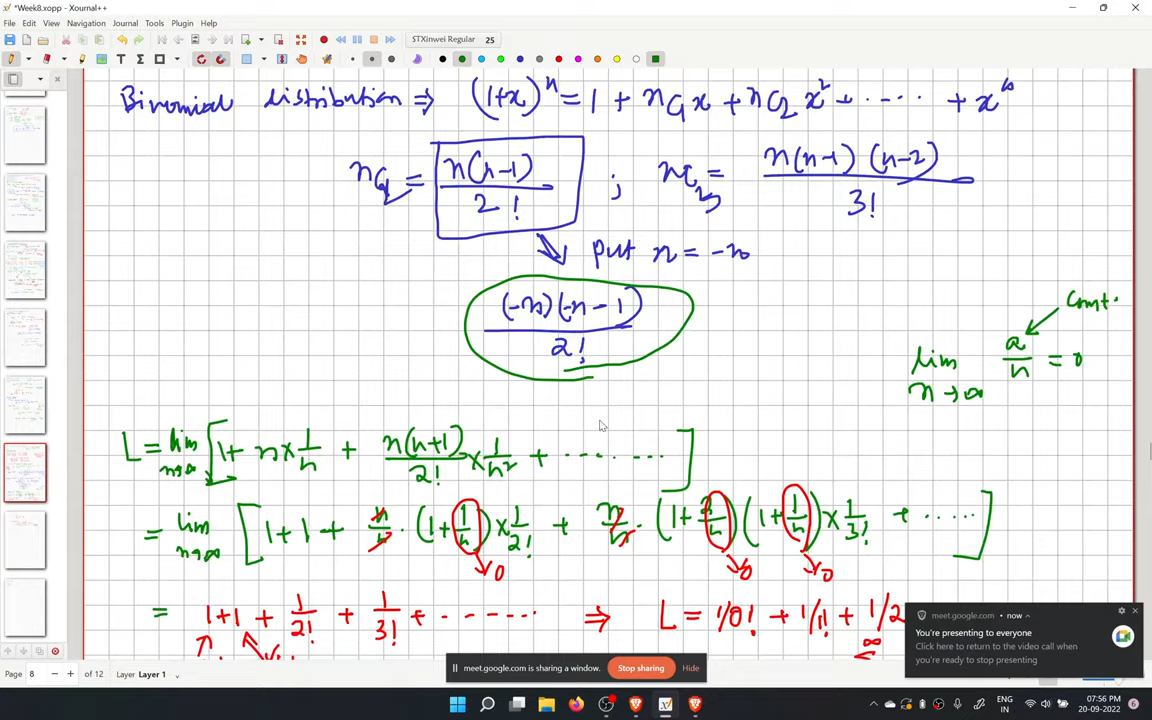 *Week8.xopp - Xournal++
File Edit View Navigation Journal Tools Plugin Help
STXinwei Regular 25
Binomial distribution ⇒ (1+x)^n = 1 + nC1 x + nC2 x² + ..... + x^n
nC2 = n(n-1) / 2! ; nC3 = n(n-1)(n-2) / 3!
put n = -n
(-n)(-n-1) / 2!
Const.
lim n→∞ a/n = 0
L = lim n→∞ [1 + n × 1/n + n(n+1)/2! × 1/n² + ........]
= lim n→∞ [1+1+ n/n · (1+1/n) × 1/2! + n/n · (1+2/n)(1+1/n) × 1/3! + ......]
0 0 0
= 1+1 + 1/2! + 1/3! + ...... ⇒ L = 1/0! + 1/1! + 1/2
∞
meet.google.com • now
You're presenting to everyone
Click here to return to the video call when
you're ready to stop presenting
meet.google.com is sharing a window. Stop sharing Hide
Page 8 of 12 Layer Layer 1
ENG
IN
07:56 PM
20-09-2022